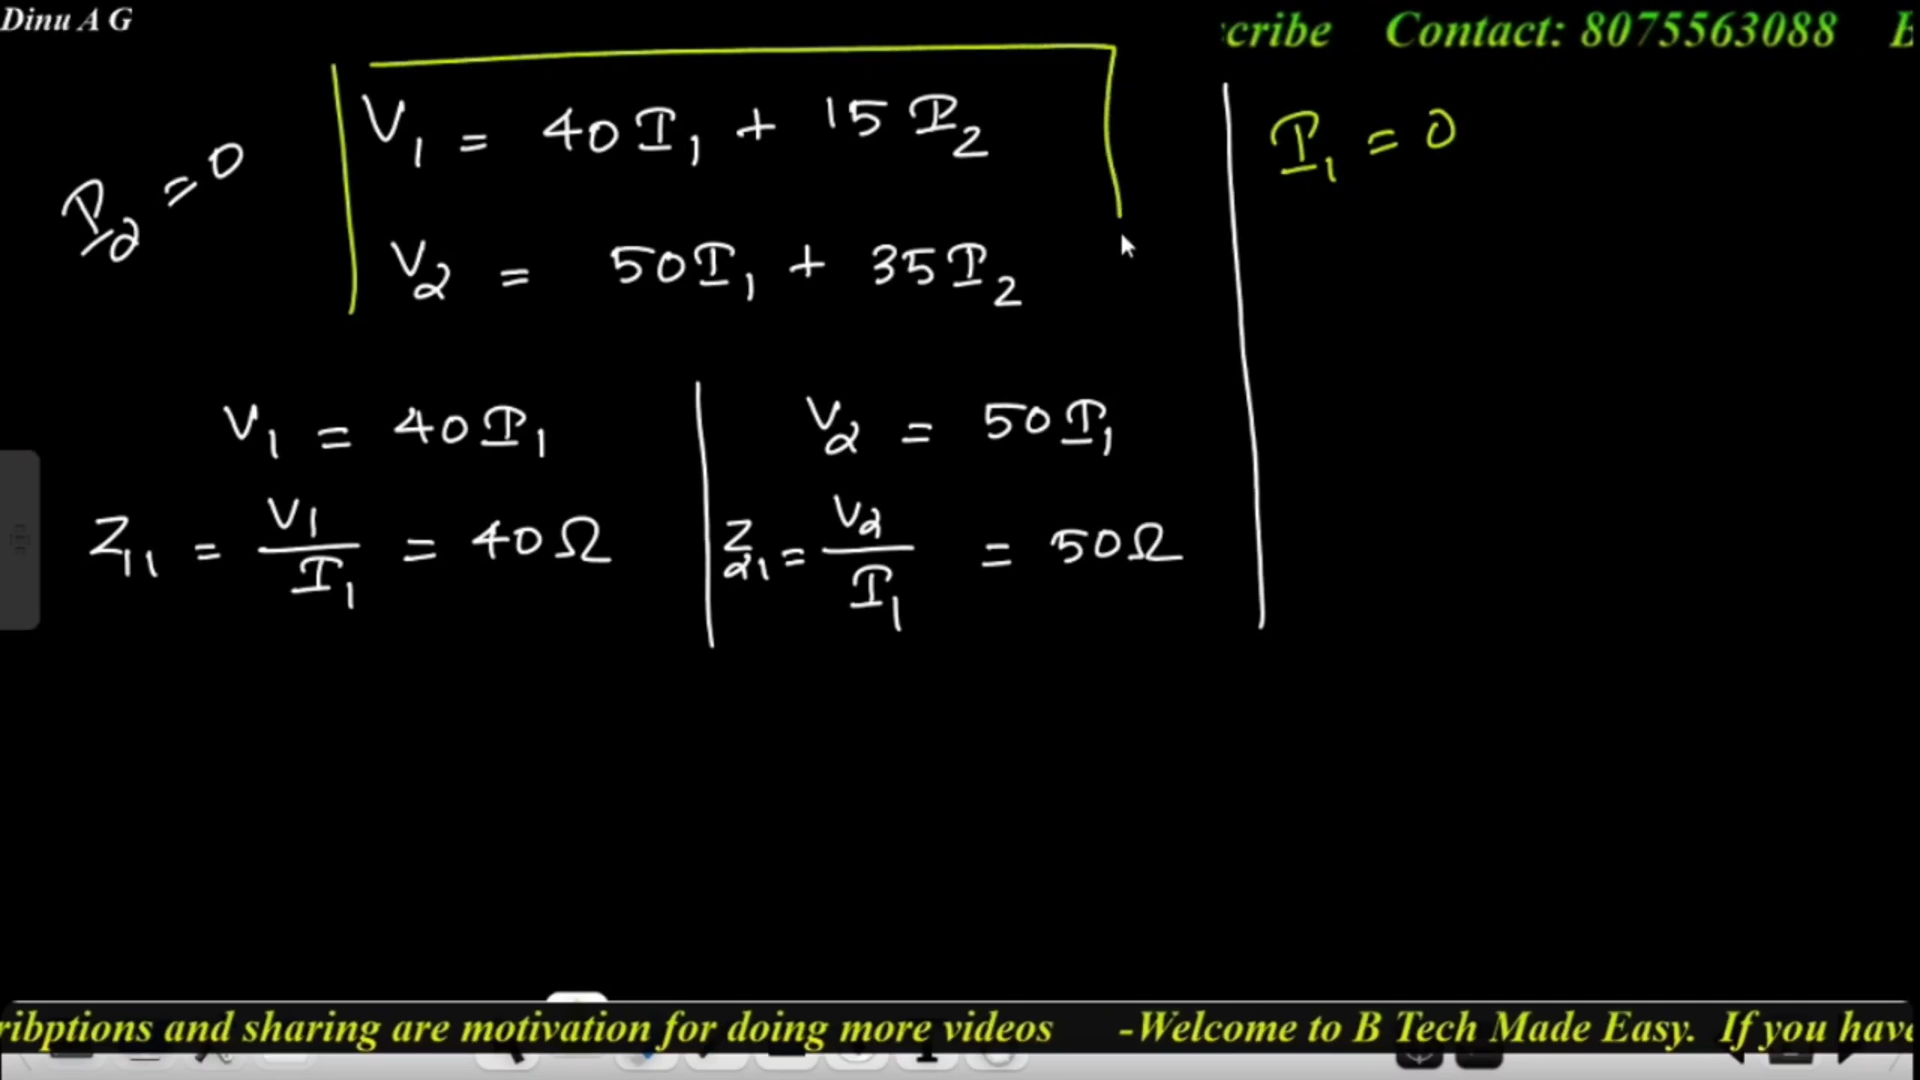 Dinu A G
cribe Contact: 8075563088
I2 = 0
V1 = 40I1 + 15I2
V2 = 50I1 + 35I2
V1 = 40I1
Z11 = V1/I1 = 40Ω
V2 = 50I1
Z21 = V2/I1 = 50Ω
I1 = 0
ribptions and sharing are motivation for doing more videos -Welcome to B Tech Made Easy. If you have